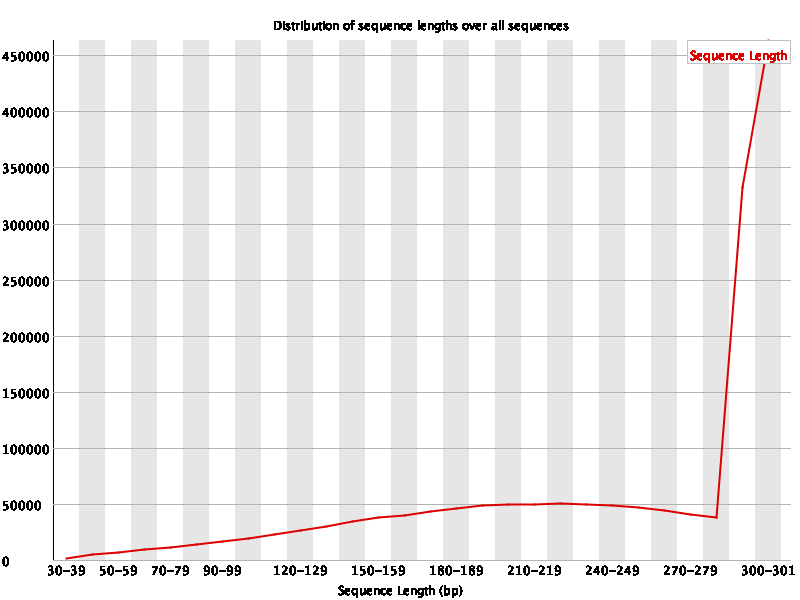 Distribution of sequence lengths over all sequences
Sequence Length
450000
400000
350000
300000
250000
200000
150000
100000
50000
0
30-39 50-59 70-79 90-99 120-129 150-159 180-189 210-219 240-249 270-279 300-301
Sequence Length (bp)